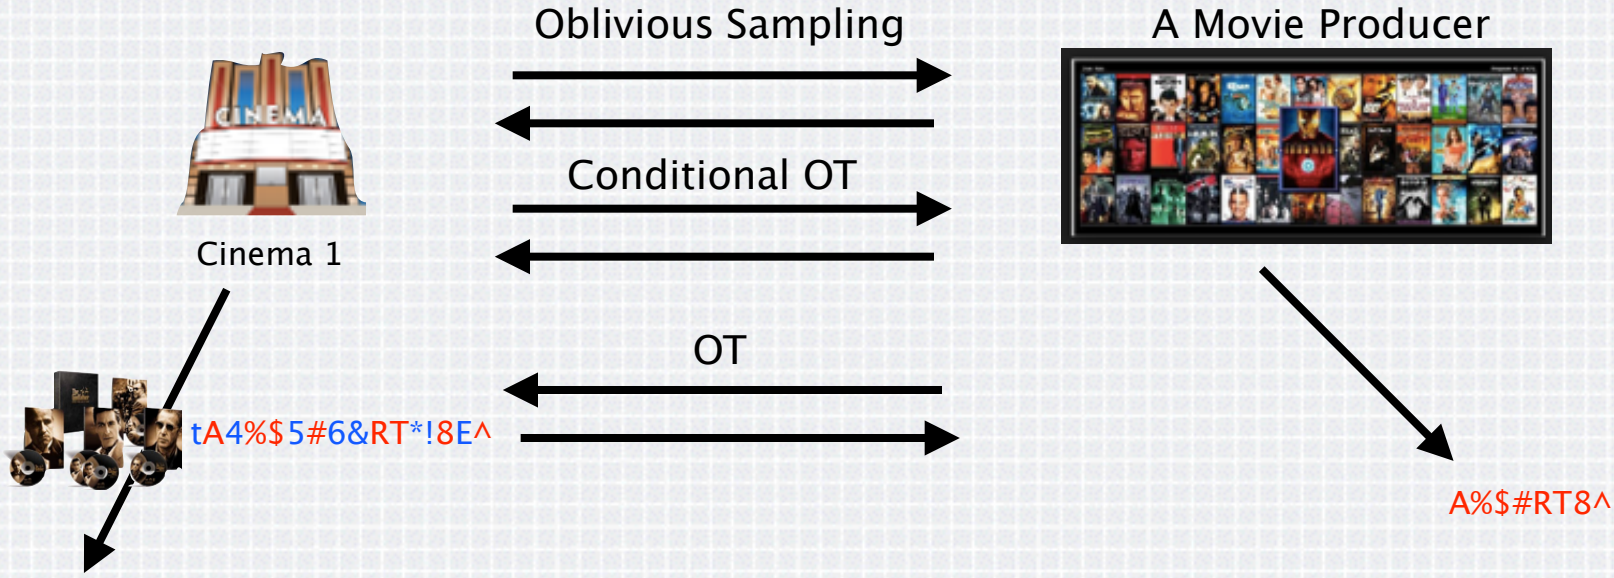 Oblivious Sampling
A Movie Producer
CINEMA
Conditional OT
Cinema 1
OT
tA4%$5#6&RT*!8E^
A%$#RT8^